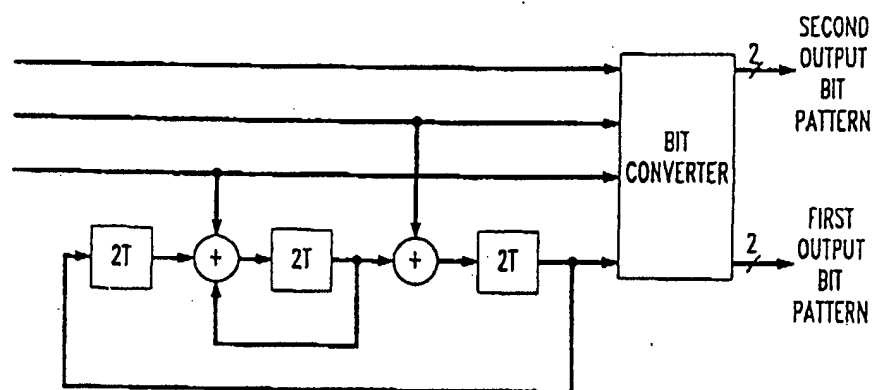 SECOND
OUTPUT
BIT
PATTERN
2
BIT
CONVERTER
2
FIRST
OUTPUT
BIT
PATTERN
2T
+
2T
+
2T